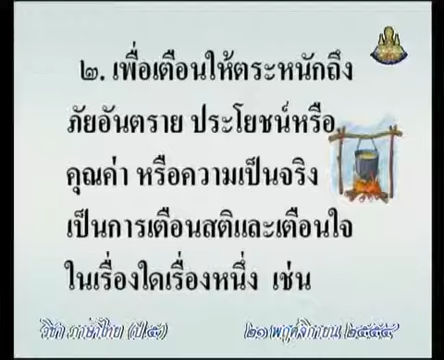 ๒. เพื่อเตือนให้ตระหนักถึง
ภัยอันตราย ประโยชน์หรือ
คุณค่า หรือความเป็นจริง
เป็นการเตือนสติและเตือนใจ
ในเรื่องใดเรื่องหนึ่ง เช่น
วิชา ภาษาไทย (ป.๕) ๒๑ พฤศจิกายน ๒๕๕๔